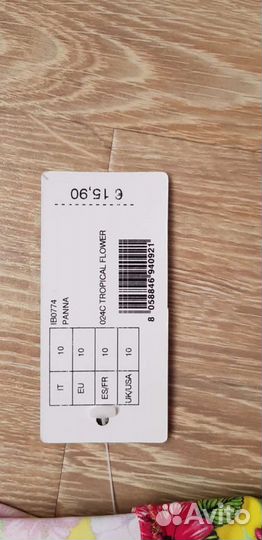 € 15,90
IB0774
PANNA
024C TROPICAL FLOWER
8 058846 940921
IT 10
EU 10
ES/FR 10
UK/USA 10
Avito